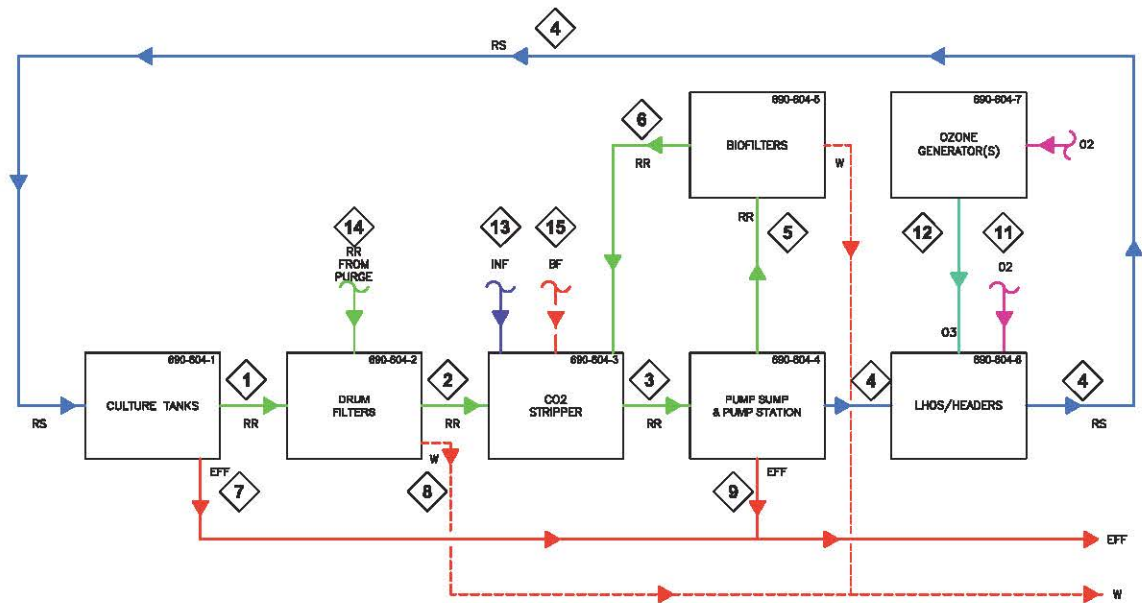 4
RS
690-604-5
690-604-7
6
BIOFILTERS
OZONE
GENERATOR(S)
O2
RR
W
14
13
15
RR
5
12
11
RR
FROM
PURGE
INF
BF
O2
O3
690-604-1
690-604-2
690-604-3
690-604-4
690-604-6
1
2
3
4
4
CULTURE TANKS
DRUM
FILTERS
CO2
STRIPPER
PUMP SUMP
& PUMP STATION
LHOS/HEADERS
RS
RR
RR
RR
RS
EFF
W
EFF
7
8
9
EFF
W